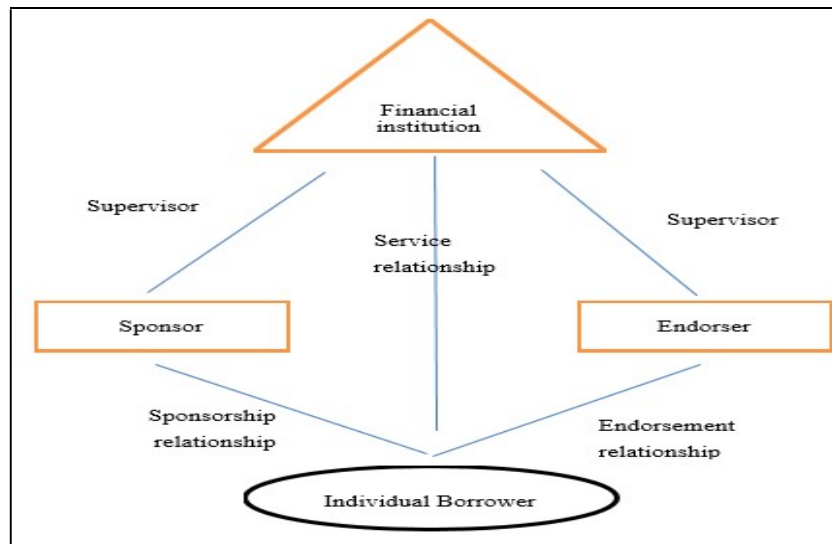 Financial
institution
Supervisor
Supervisor
Service
relationship
Sponsor
Endorser
Sponsorship
relationship
Endorsement
relationship
Individual Borrower